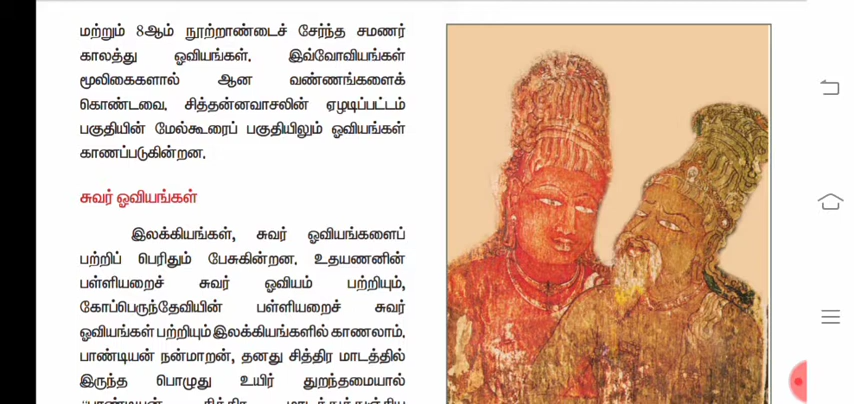 மற்றும் 8ஆம் நூற்றாண்டைச் சேர்ந்த சமணர்
காலத்து ஓவியங்கள். இவ்வோவியங்கள்
மூலிகைகளால் ஆன வண்ணங்களைக்
கொண்டவை. சித்தன்னவாசலின் ஏழடிப்பட்டம்
பகுதியின் மேல்கூரைப் பகுதியிலும் ஓவியங்கள்
காணப்படுகின்றன.
சுவர் ஓவியங்கள்
இலக்கியங்கள், சுவர் ஓவியங்களைப்
பற்றிப் பெரிதும் பேசுகின்றன. உதயணனின்
பள்ளியறைச் சுவர் ஓவியம் பற்றியும்,
கோப்பெருந்தேவியின் பள்ளியறைச் சுவர்
ஓவியங்கள் பற்றியும் இலக்கியங்களில் காணலாம்.
பாண்டியன் நன்மாறன், தனது சித்திர மாடத்தில்
இருந்த பொழுது உயிர் துறந்தமையால்